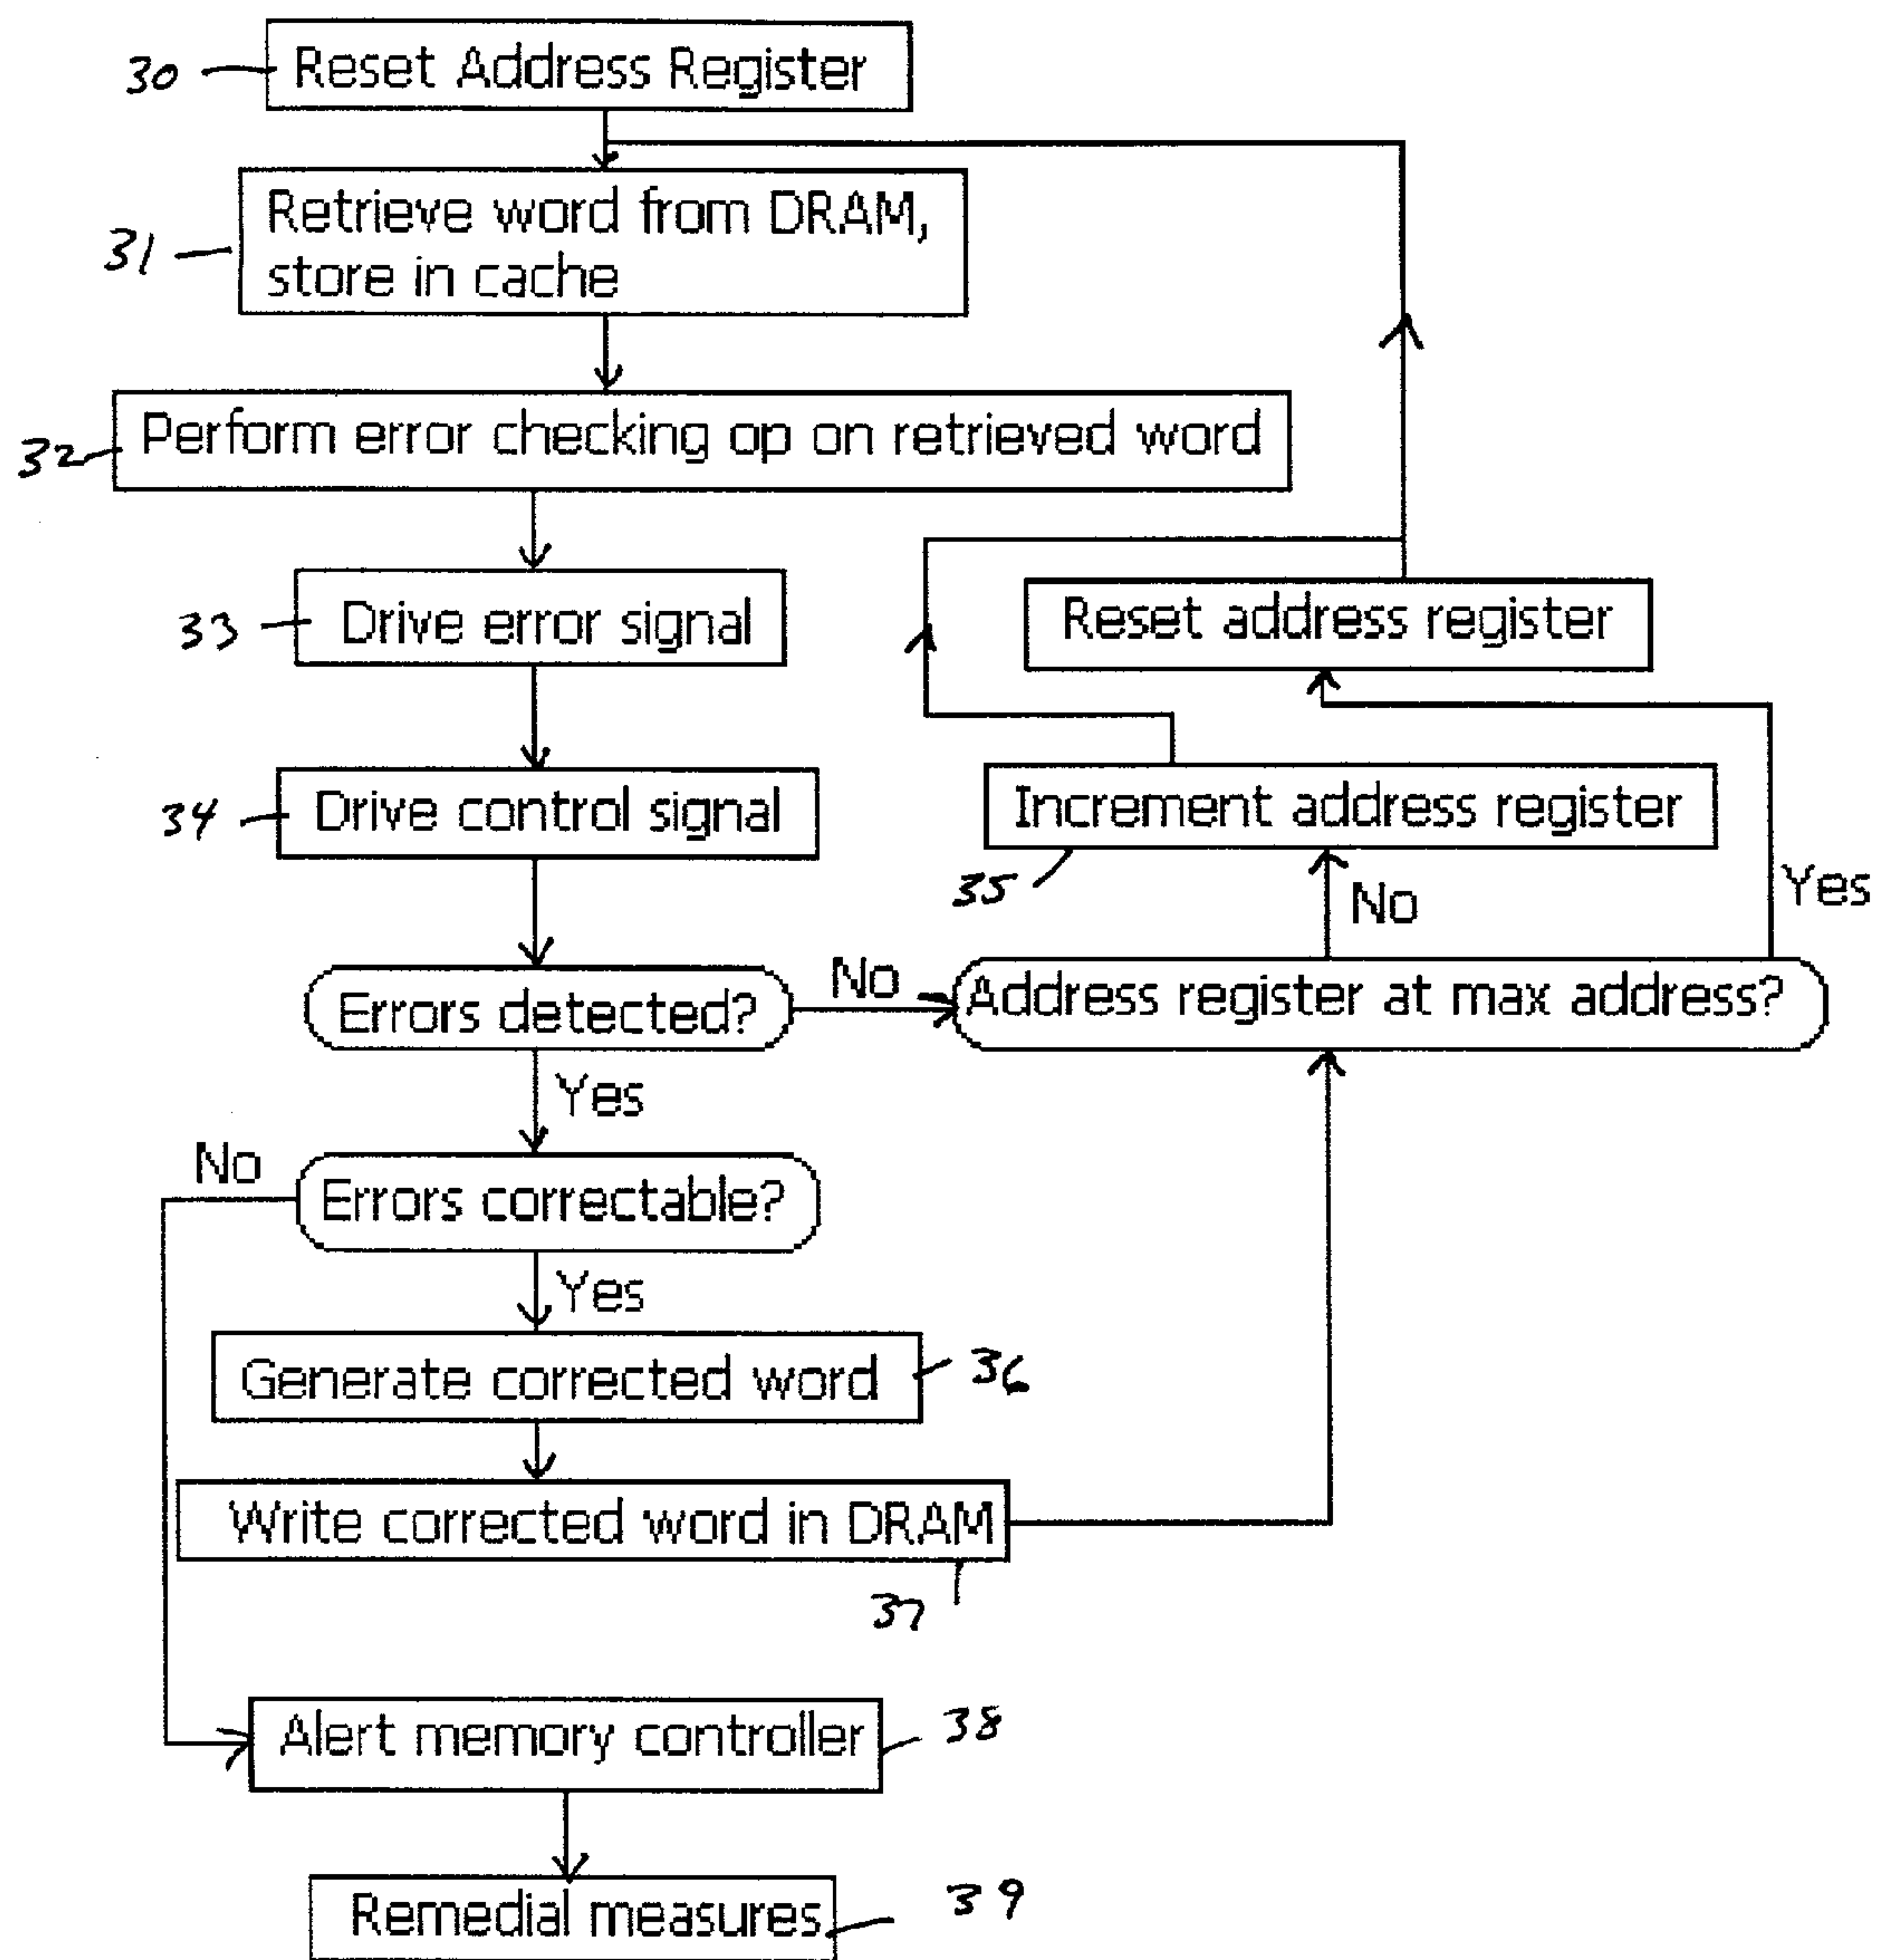 30
Reset Address Register
31
Retrieve word from DRAM,
store in cache
32
Perform error checking op on retrieved word
33
Drive error signal
Reset address register
34
Drive control signal
Increment address register
35
No
Yes
Errors detected?
No
Address register at max address?
Yes
No
Errors correctable?
Yes
Generate corrected word
36
Write corrected word in DRAM
37
Alert memory controller
38
Remedial measures
39